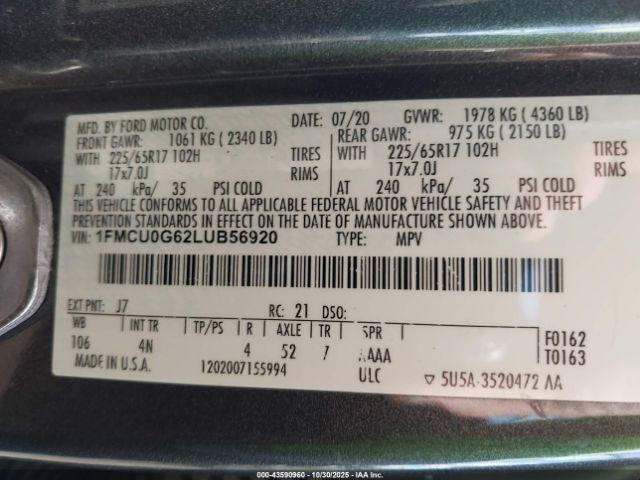 MFD. BY FORD MOTOR CO.
DATE: 07/20 GVWR: 1978 KG (4360 LB)
FRONT GAWR: 1061 KG (2340 LB) REAR GAWR: 975 KG (2150 LB)
WITH 225/65R17 102H TIRES WITH 225/65R17 102H TIRES
17x7.0J RIMS 17x7.0J RIMS
AT 240 kPa/ 35 PSI COLD AT 240 kPa/ 35 PSI COLD
THIS VEHICLE CONFORMS TO ALL APPLICABLE FEDERAL MOTOR VEHICLE SAFETY AND THEFT
PREVENTION STANDARDS IN EFFECT ON THE DATE OF MANUFACTURE SHOWN ABOVE.
VIN: 1FMCU0G62LUB56920 TYPE: MPV
EXT PNT: J7 RC: 21 DSO:
WB INT TR TP/PS R AXLE TR SPR
106 4N 4 52 7 AAAA
F0162
T0163
MADE IN U.S.A. 1202007155994 ULC
▽ 5U5A-3520472 AA
000-43590960 - 10/30/2025 - © IAA Holdings, LLC